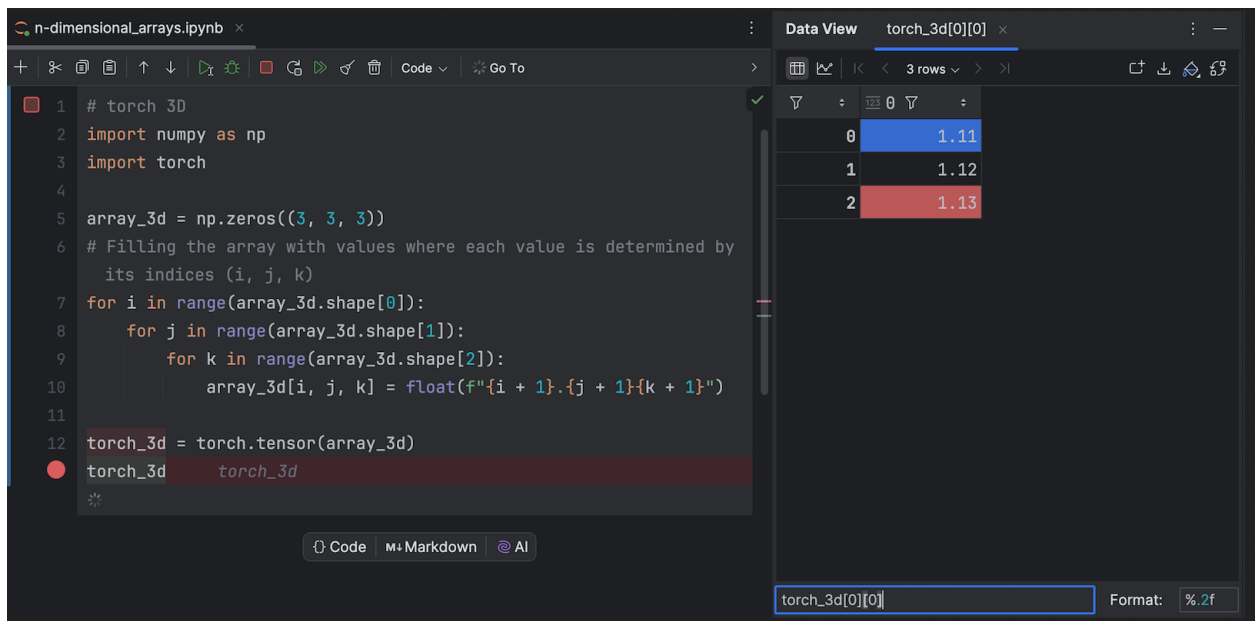 n-dimensional_arrays.ipynb
Code
Go To
1 # torch 3D
2 import numpy as np
3 import torch
4
5 array_3d = np.zeros((3, 3, 3))
6 # Filling the array with values where each value is determined by
its indices (i, j, k)
7 for i in range(array_3d.shape[0]):
8 for j in range(array_3d.shape[1]):
9 for k in range(array_3d.shape[2]):
10 array_3d[i, j, k] = float(f"{i + 1}.{j + 1}{k + 1}")
11
12 torch_3d = torch.tensor(array_3d)
torch_3d torch_3d
{} Code M↓ Markdown AI
Data View torch_3d[0][0]
3 rows
123 0
0 1.11
1 1.12
2 1.13
torch_3d[0][0] Format: %.2f